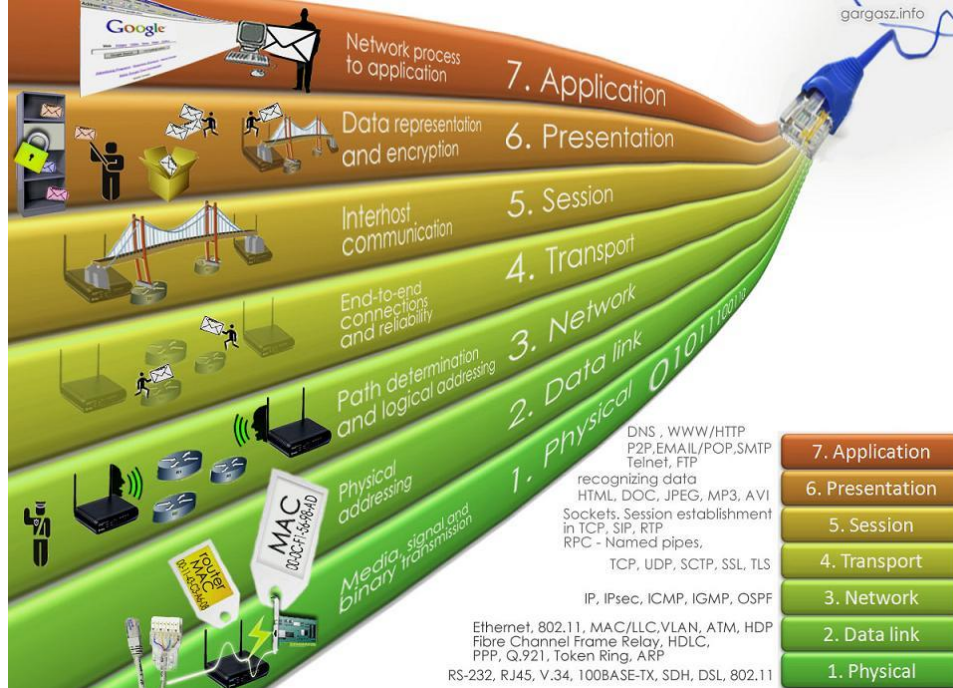 gargasz.info
Google
Network process
to application
7. Application
Data representation
and encryption
6. Presentation
Interhost
communication
5. Session
End-to-end
connections
and reliability
4. Transport
Path determination
and logical addressing
3. Network
Physical
addressing
2. Data link
Media, signal and
binary transmission
1. Physical
MAC
router
MAC
DNS , WWW/HTTP
P2P,EMAIL/POP,SMTP
Telnet, FTP
7. Application
recognizing data
HTML, DOC, JPEG, MP3, AVI
6. Presentation
Sockets. Session establishment
in TCP, SIP, RTP
RPC - Named pipes,
5. Session
TCP, UDP, SCTP, SSL, TLS
4. Transport
IP, IPsec, ICMP, IGMP, OSPF
3. Network
Ethernet, 802.11, MAC/LLC,VLAN, ATM, HDP
Fibre Channel Frame Relay, HDLC,
PPP, Q.921, Token Ring, ARP
2. Data link
RS-232, RJ45, V.34, 100BASE-TX, SDH, DSL, 802.11
1. Physical